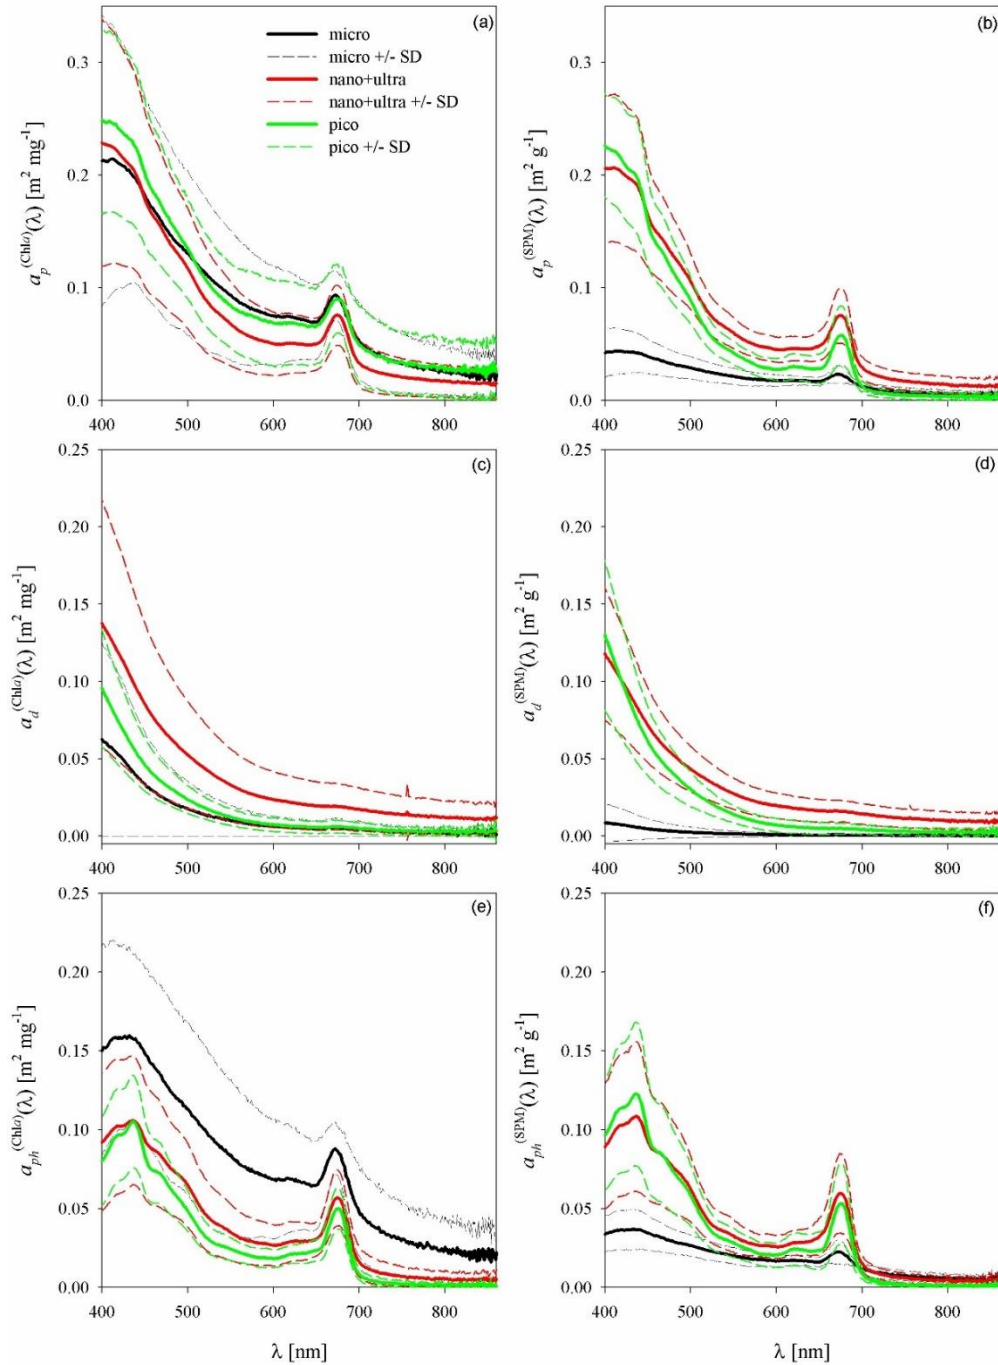 (a)
micro
micro +/- SD
nano+ultra
nano+ultra +/- SD
pico
pico +/- SD
0.3
0.2
0.1
0.0
400 500 600 700 800
a_p^(Chla)(λ) [m² mg⁻¹]
(b)
0.3
0.2
0.1
0.0
400 500 600 700 800
a_p^(SPM)(λ) [m² g⁻¹]
(c)
0.25
0.20
0.15
0.10
0.05
0.00
400 500 600 700 800
a_d^(Chla)(λ) [m² mg⁻¹]
(d)
0.25
0.20
0.15
0.10
0.05
0.00
400 500 600 700 800
a_d^(SPM)(λ) [m² g⁻¹]
(e)
0.25
0.20
0.15
0.10
0.05
0.00
400 500 600 700 800
a_ph^(Chla)(λ) [m² mg⁻¹]
λ [nm]
(f)
0.25
0.20
0.15
0.10
0.05
0.00
400 500 600 700 800
a_ph^(SPM)(λ) [m² g⁻¹]
λ [nm]